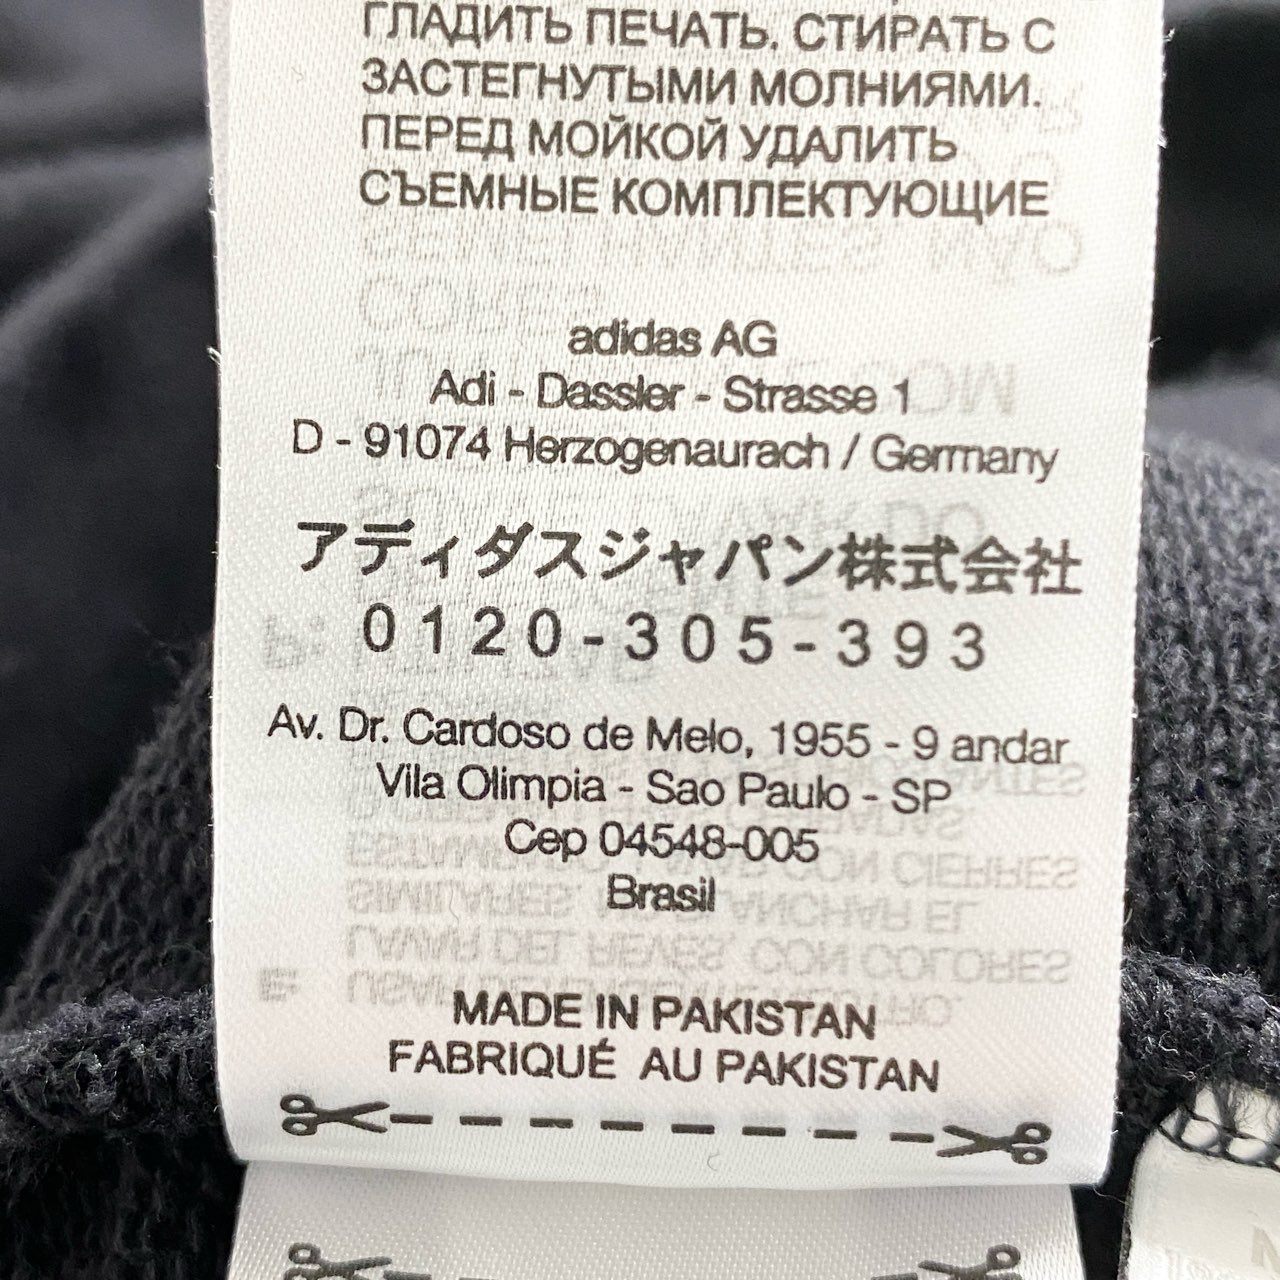 ГЛАДИТЬ ПЕЧАТЬ. СТИРАТЬ С
ЗАСТЕГНУТЫМИ МОЛНИЯМИ.
ПЕРЕД МОЙКОЙ УДАЛИТЬ
СЪЕМНЫЕ КОМПЛЕКТУЮЩИЕ
adidas AG
Adi - Dassler - Strasse 1
D - 91074 Herzogenaurach / Germany
アディダスジャパン株式会社
0120-305-393
Av. Dr. Cardoso de Melo, 1955 - 9 andar
Vila Olimpia - Sao Paulo - SP
Cep 04548-005
Brasil
MADE IN PAKISTAN
FABRIQUÉ AU PAKISTAN